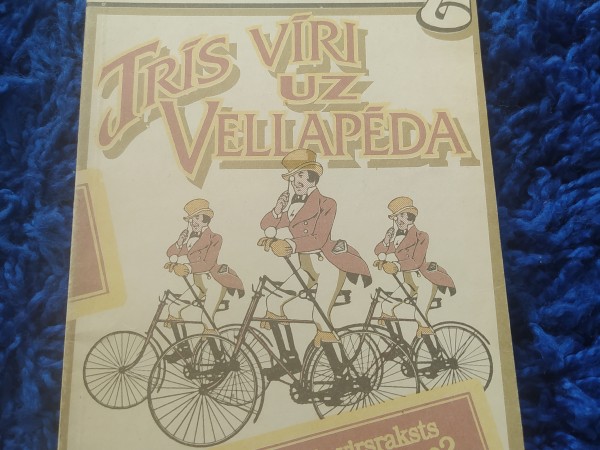 TRĪS VĪRI
UZ
VELLAPĒDA
virsraksts